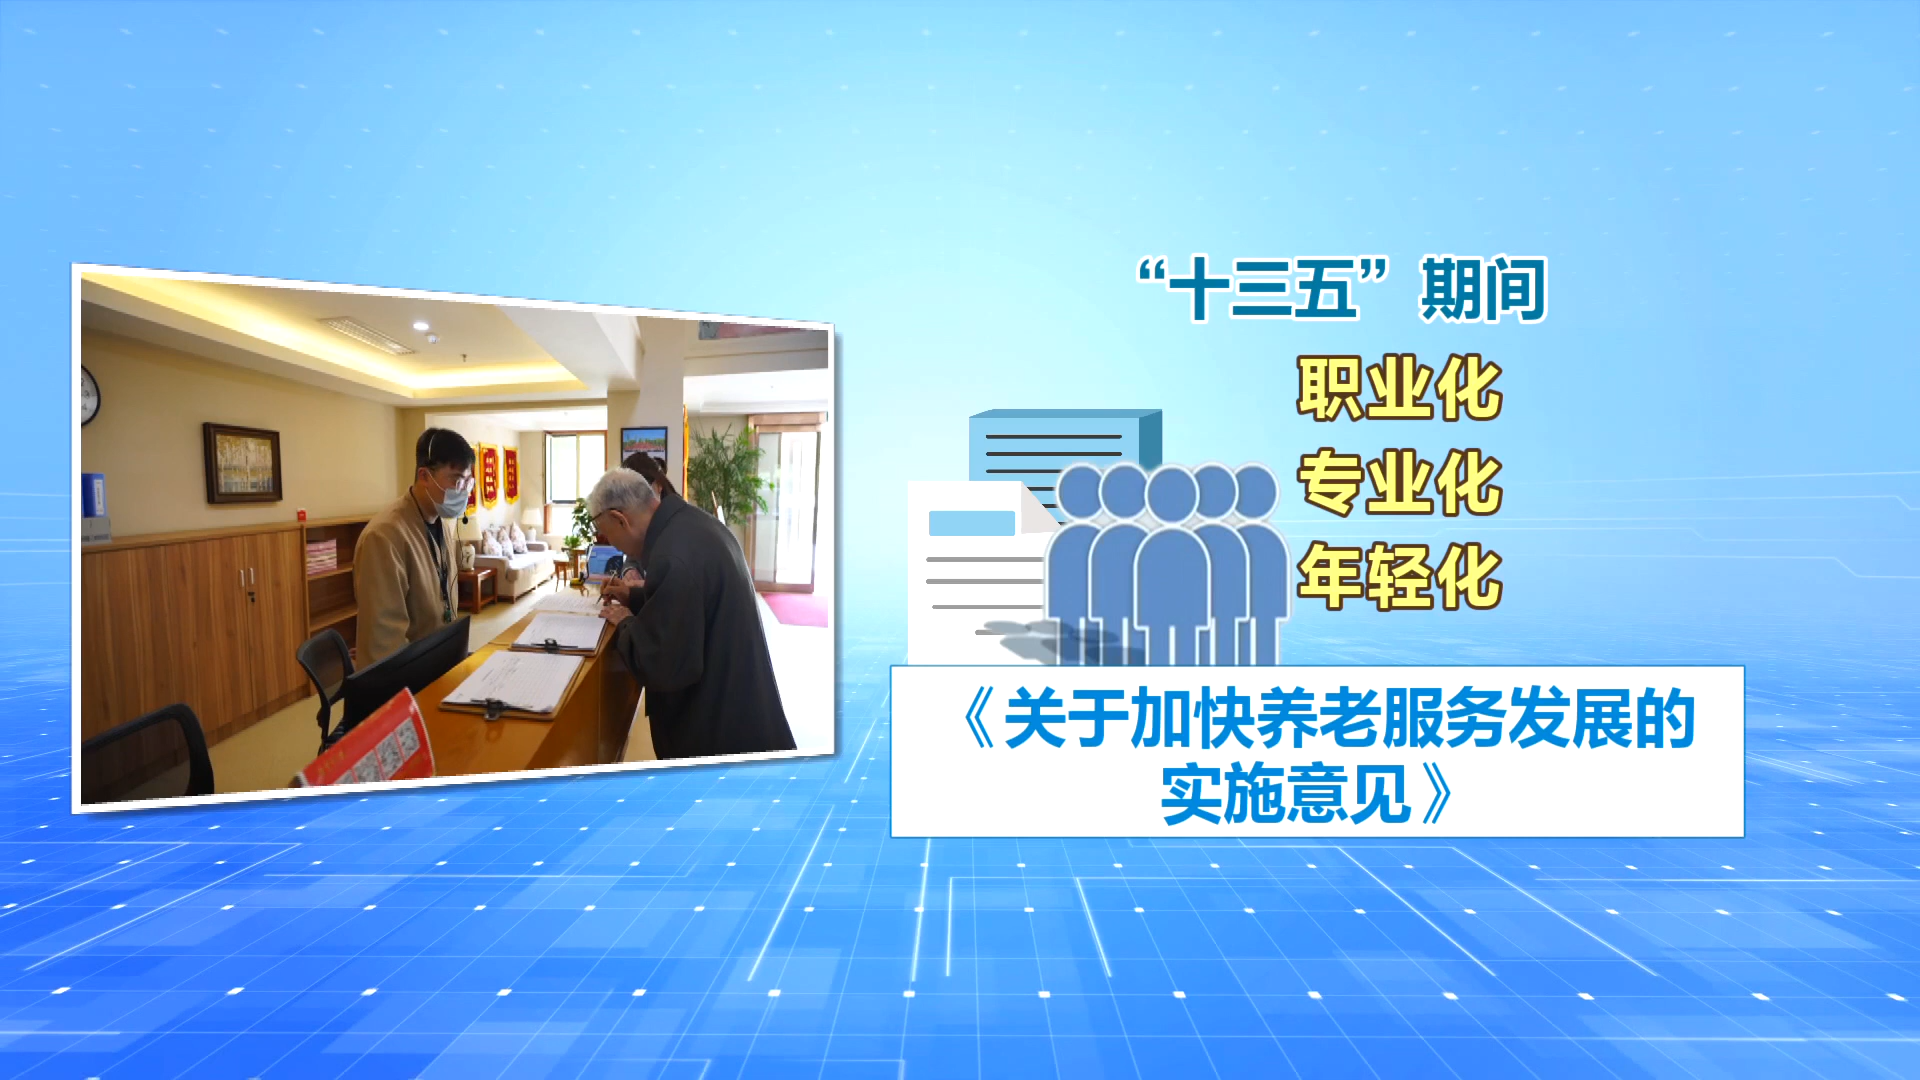 “十三五”期间
职业化
专业化
年轻化
《关于加快养老服务发展的
实施意见》